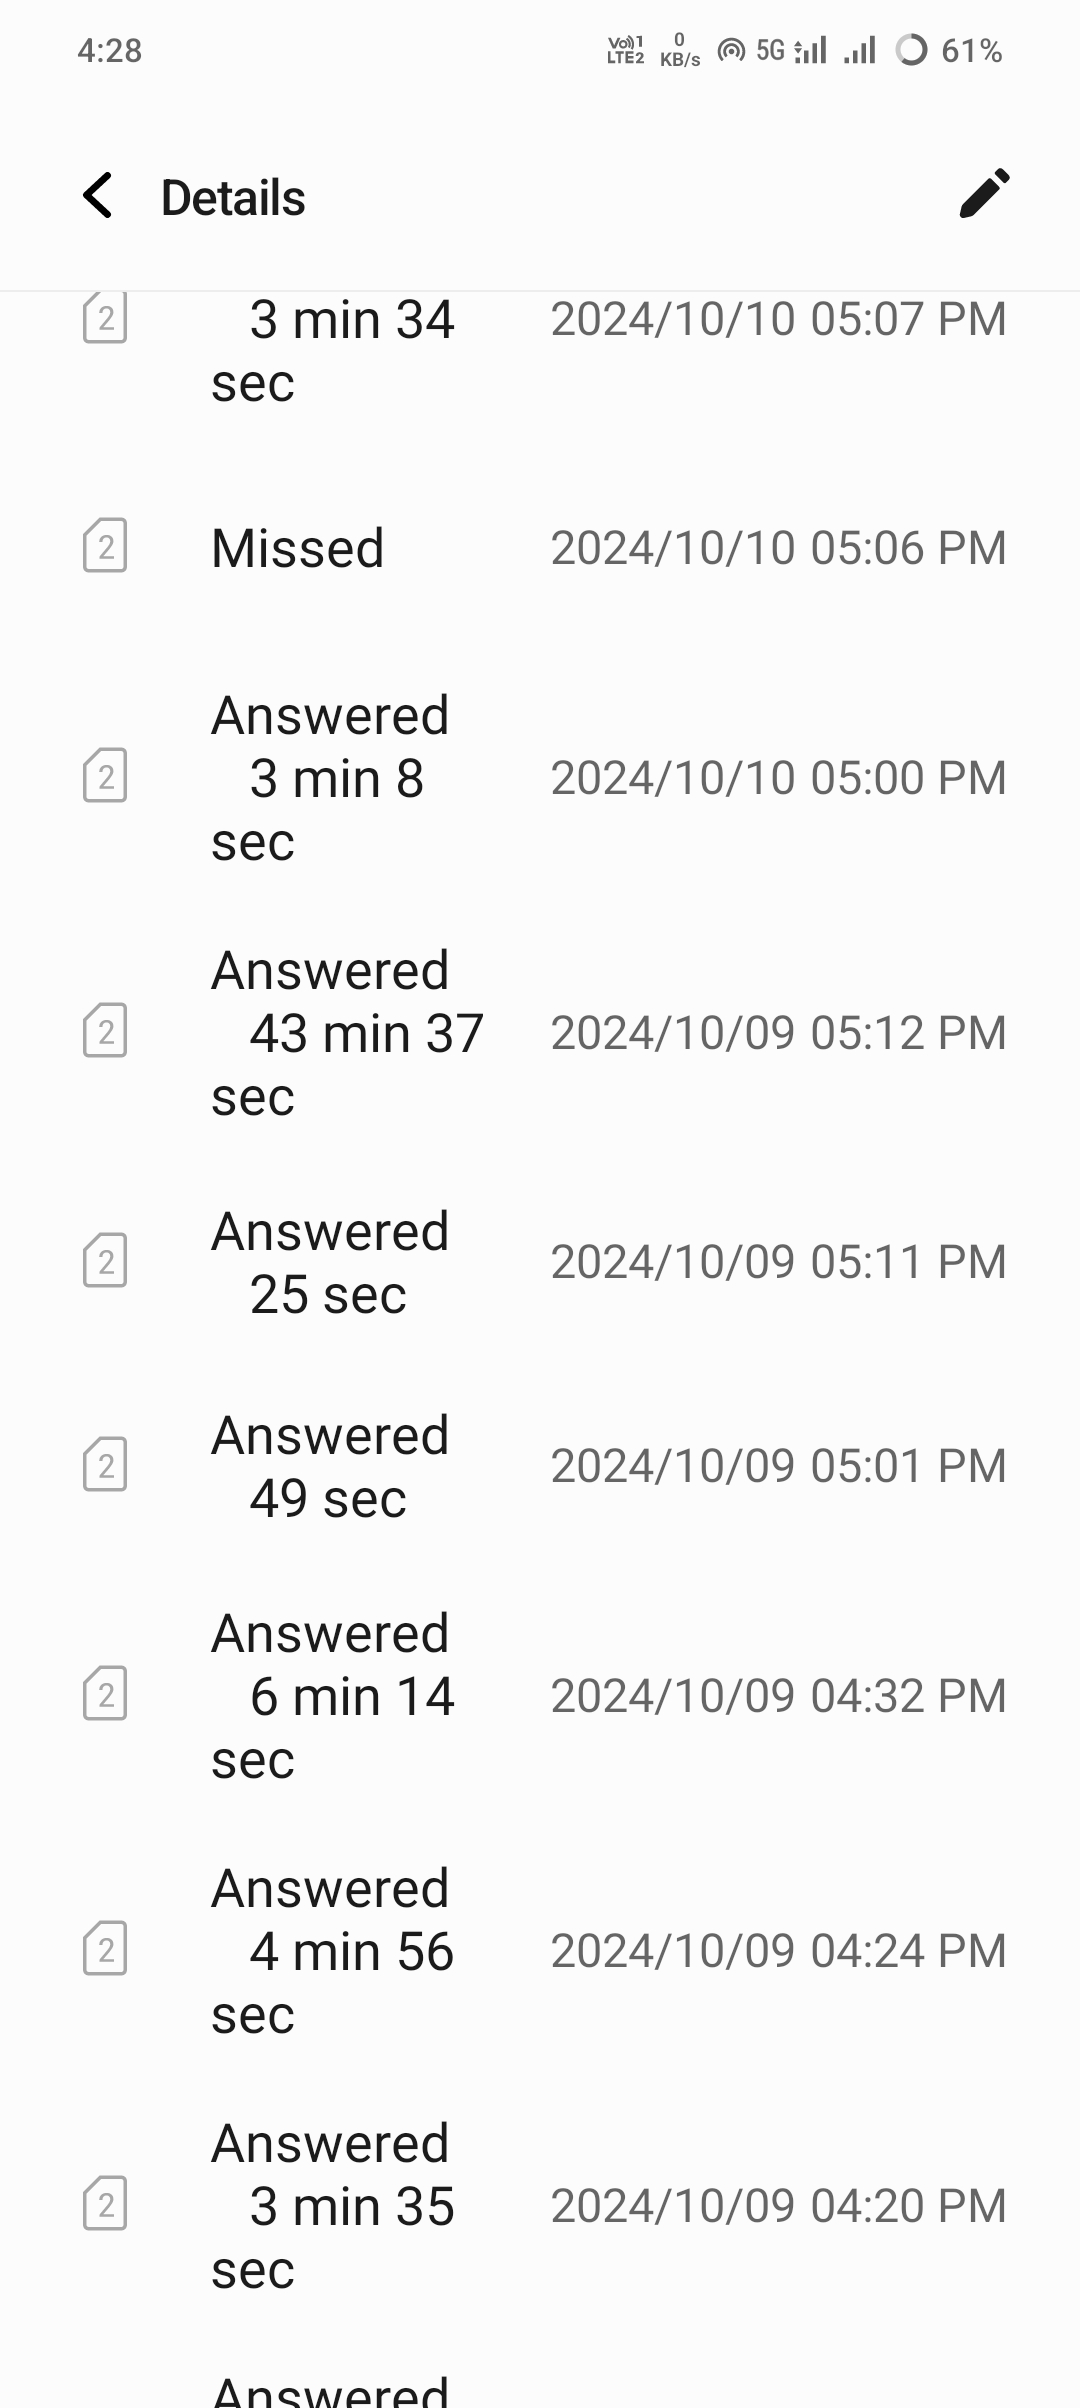 4:28
Vo)) 1
LTE2
0
KB/s
5G
61%
Details
2
3 min 34
sec
2024/10/10 05:07 PM
2
Missed
2024/10/10 05:06 PM
2
Answered
3 min 8
sec
2024/10/10 05:00 PM
2
Answered
43 min 37
sec
2024/10/09 05:12 PM
2
Answered
25 sec
2024/10/09 05:11 PM
2
Answered
49 sec
2024/10/09 05:01 PM
2
Answered
6 min 14
sec
2024/10/09 04:32 PM
2
Answered
4 min 56
sec
2024/10/09 04:24 PM
2
Answered
3 min 35
sec
2024/10/09 04:20 PM
Answered